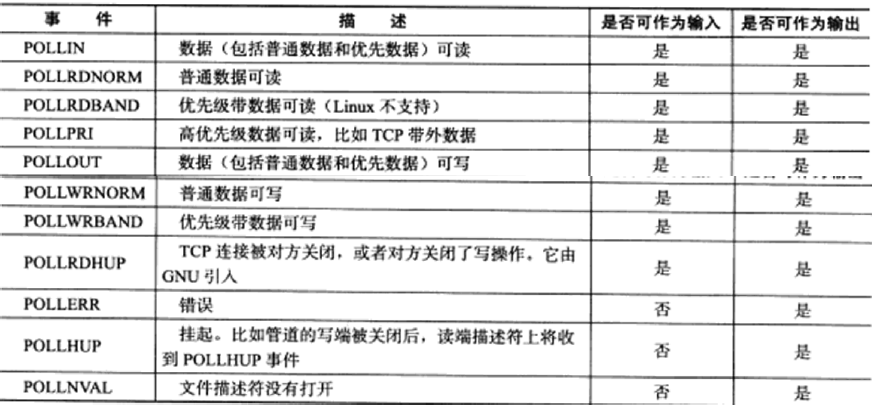 事 件 描 述 是否可作为输入 是否可作为输出
POLLIN 数据（包括普通数据和优先数据）可读 是 是
POLLRDNORM 普通数据可读 是 是
POLLRDBAND 优先级带数据可读（Linux 不支持） 是 是
POLLPRI 高优先级数据可读，比如 TCP 带外数据 是 是
POLLOUT 数据（包括普通数据和优先数据）可写 是 是
POLLWRNORM 普通数据可写 是 是
POLLWRBAND 优先级带数据可写 是 是
POLLRDHUP TCP 连接被对方关闭，或者对方关闭了写操作。它由
GNU 引入 是 是
POLLERR 错误 否 是
POLLHUP 挂起。比如管道的写端被关闭后，读端描述符上将收
到 POLLHUP 事件 否 是
POLLNVAL 文件描述符没有打开 否 是